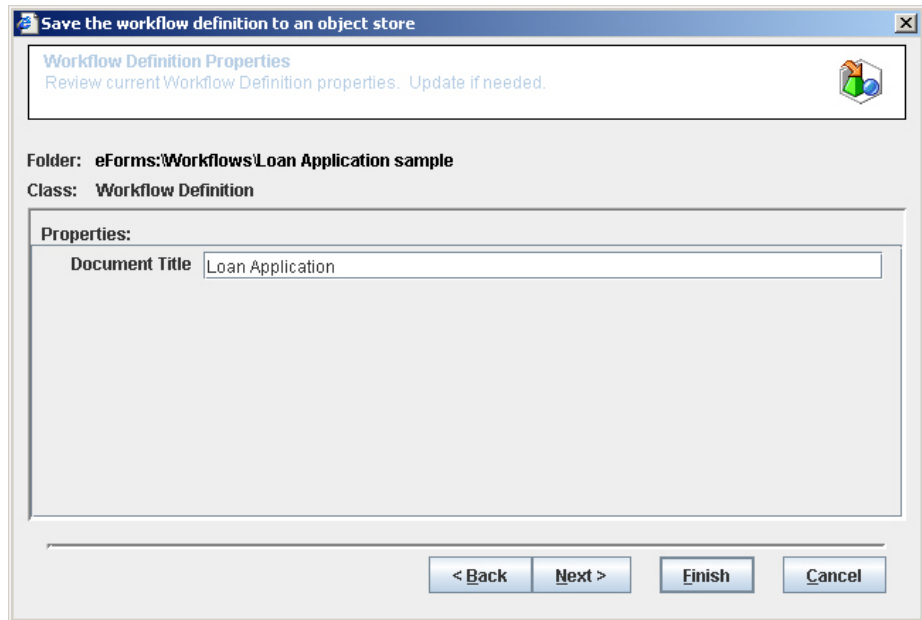 Save the workflow definition to an object store
Workflow Definition Properties
Review current Workflow Definition properties.  Update if needed.
Folder: eForms:\Workflows\Loan Application sample
Class: Workflow Definition
Properties:
Document Title Loan Application
< Back Next > Finish Cancel